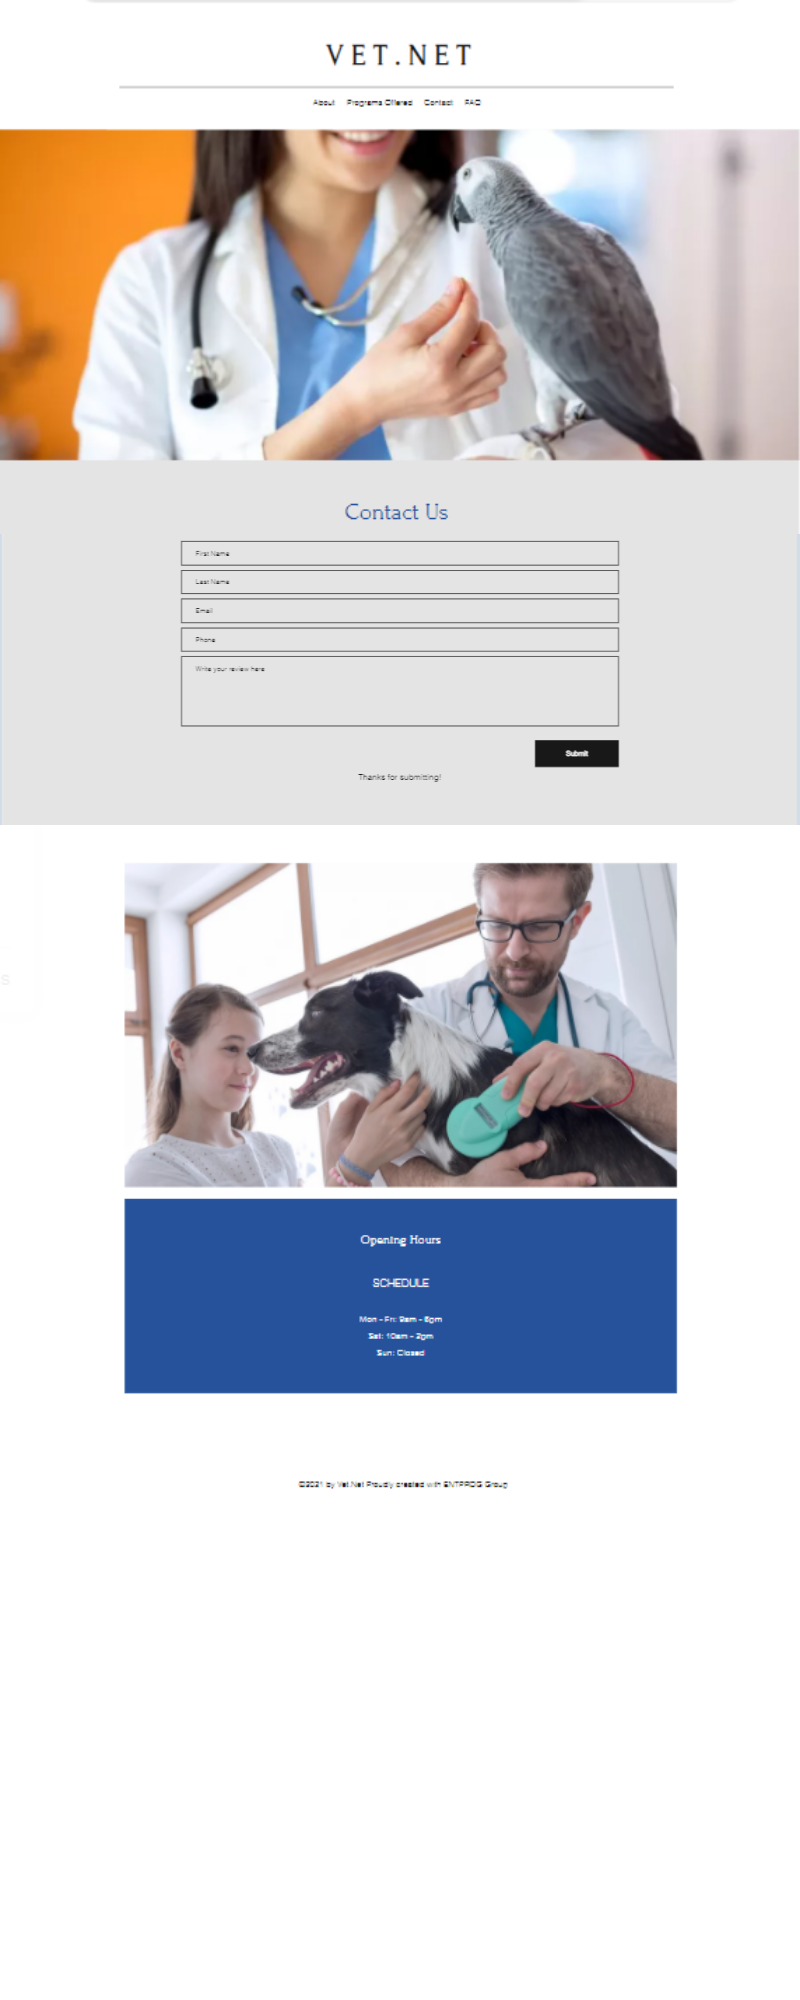 VET.NET
About Programs Offered Contact FAQ
Contact Us
First Name
Last Name
Email
Phone
Write your review here
Submit
Thanks for submitting!
Opening Hours
SCHEDULE
Mon - Fri: 9am - 6pm
Sat: 10am - 2pm
Sun: Closed
©2021 by Vet.Net Proudly created with ENTPROG Group